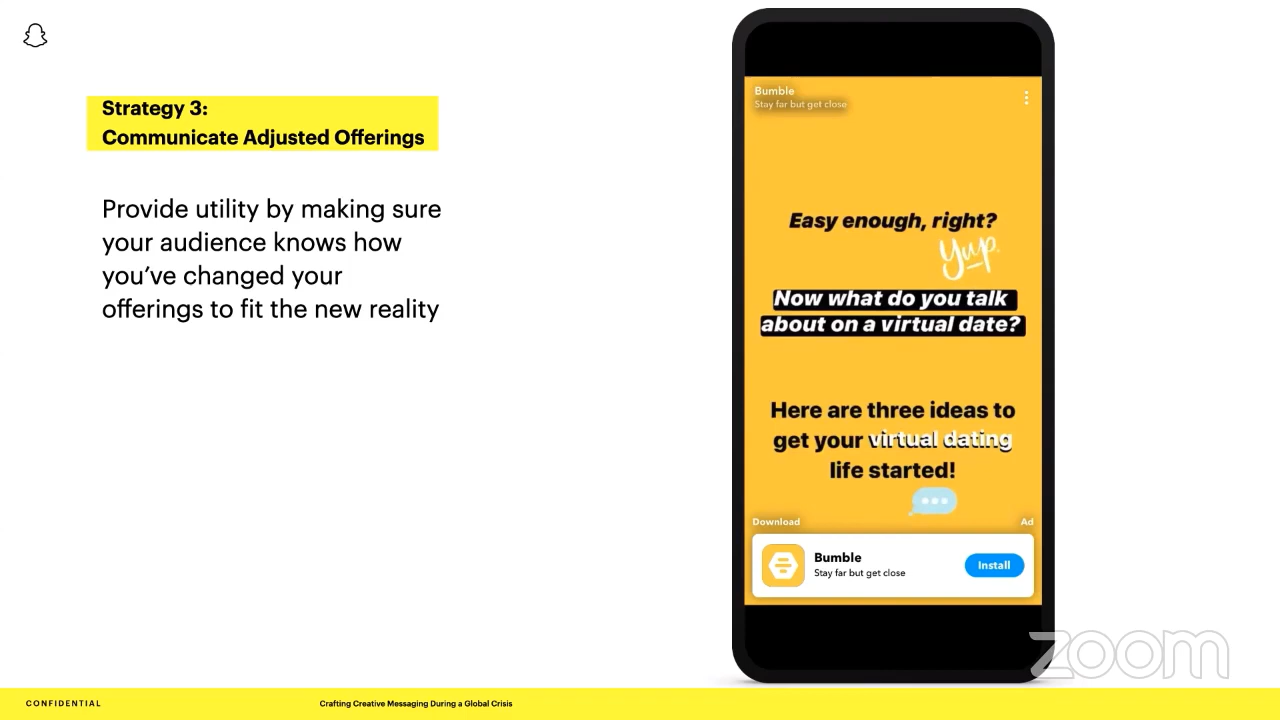 Strategy 3:
Communicate Adjusted Offerings
Provide utility by making sure
your audience knows how
you’ve changed your
offerings to fit the new reality
Bumble
Stay far but get close
Easy enough, right?
Yup.
Now what do you talk
about on a virtual date?
Here are three ideas to
get your virtual dating
life started!
Download
Ad
Bumble
Stay far but get close
Install
zoom
CONFIDENTIAL
Crafting Creative Messaging During a Global Crisis